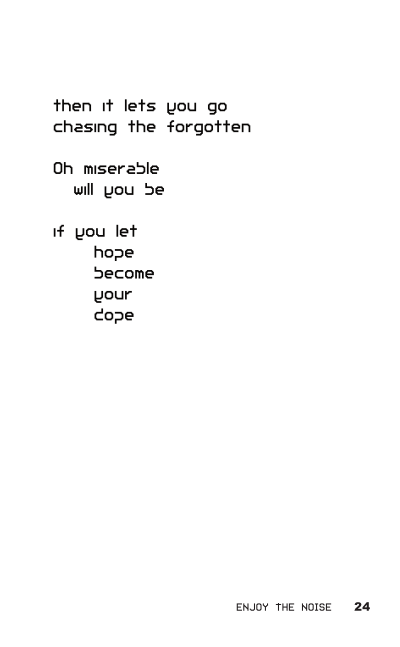 then it lets you go
chasing the forgotten
Oh miserable
will you be
if you let
hope
become
your
dope
ENJOY THE NOISE 24